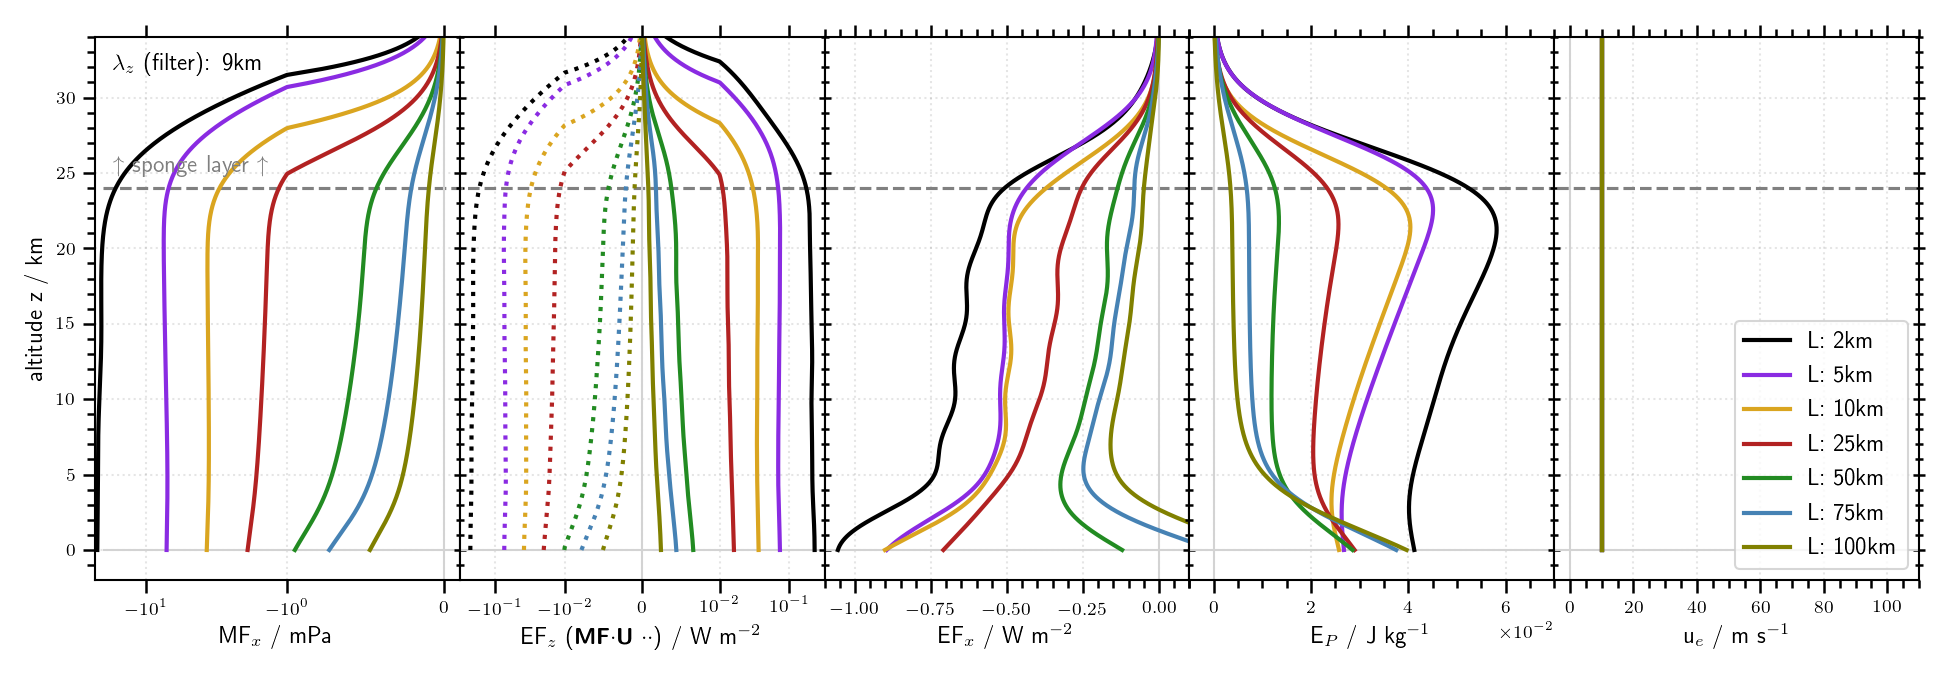 λz (filter): 9km
↑ sponge layer ↑
altitude z / km
30
25
20
15
10
5
0
−10¹ −10⁰ 0
MFx / mPa
−10⁻¹ −10⁻² 0 10⁻² 10⁻¹
EFz (MF·U ··) / W m⁻²
−1.00 −0.75 −0.50 −0.25 0.00
EFx / W m⁻²
0 2 4 6
×10⁻²
EP / J kg⁻¹
0 20 40 60 80 100
ue / m s⁻¹
L: 2km
L: 5km
L: 10km
L: 25km
L: 50km
L: 75km
L: 100km